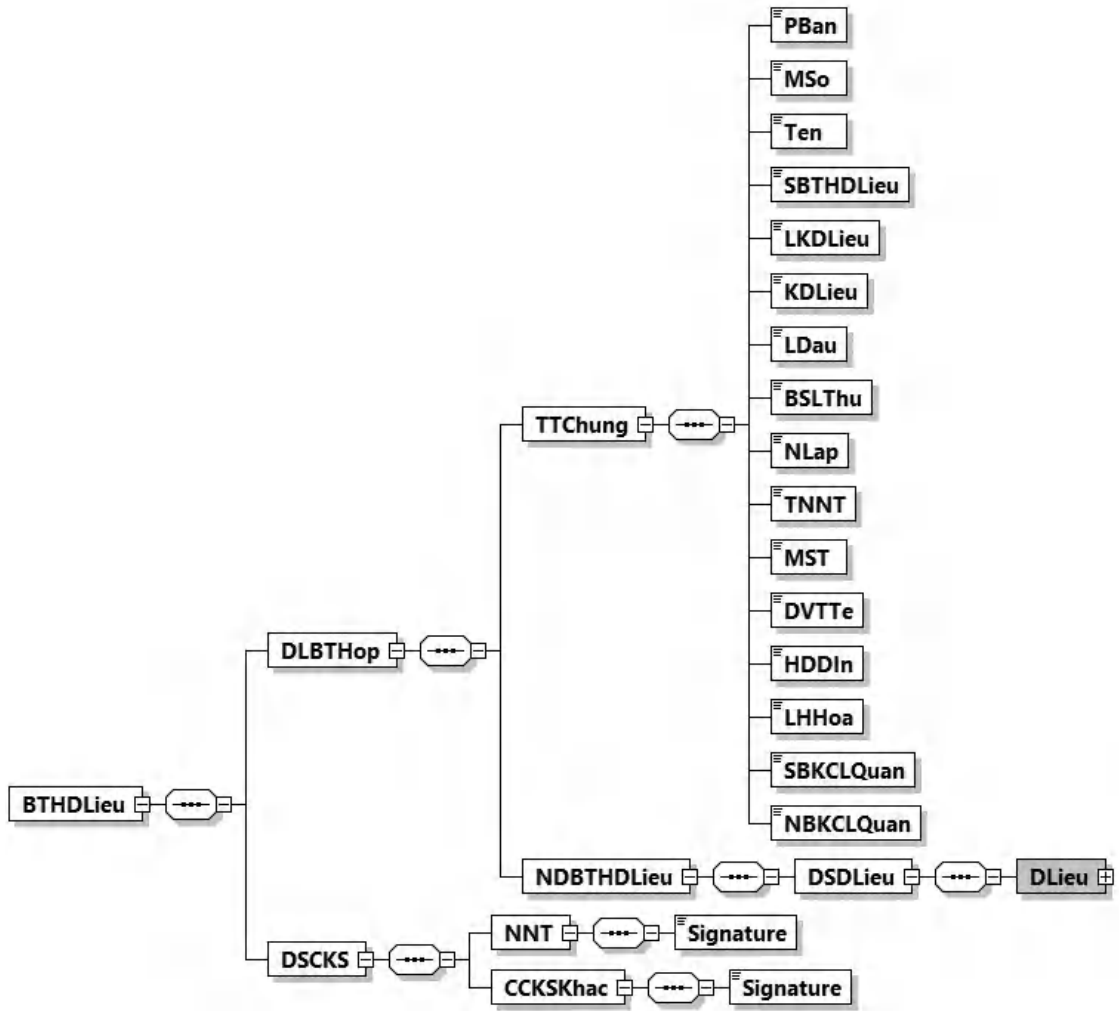 PBan
MSo
Ten
SBTHDLieu
LKDLieu
KDLieu
LDau
BSLThu
TTChung
NLap
TNNT
MST
DVTTe
DLBTHop
HDDIn
LHHoa
SBKCLQuan
BTHDLieu
NBKCLQuan
NDBTHDLieu DSDLieu DLieu
NNT Signature
DSCKS
CCKSKhac Signature